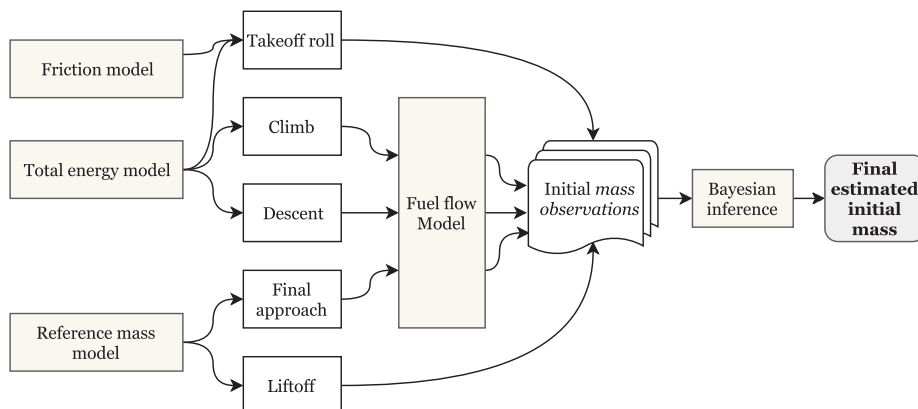 Friction model
Total energy model
Reference mass
model
Takeoff roll
Climb
Descent
Final
approach
Liftoff
Fuel flow
Model
Initial mass
observations
Bayesian
inference
Final
estimated
initial
mass